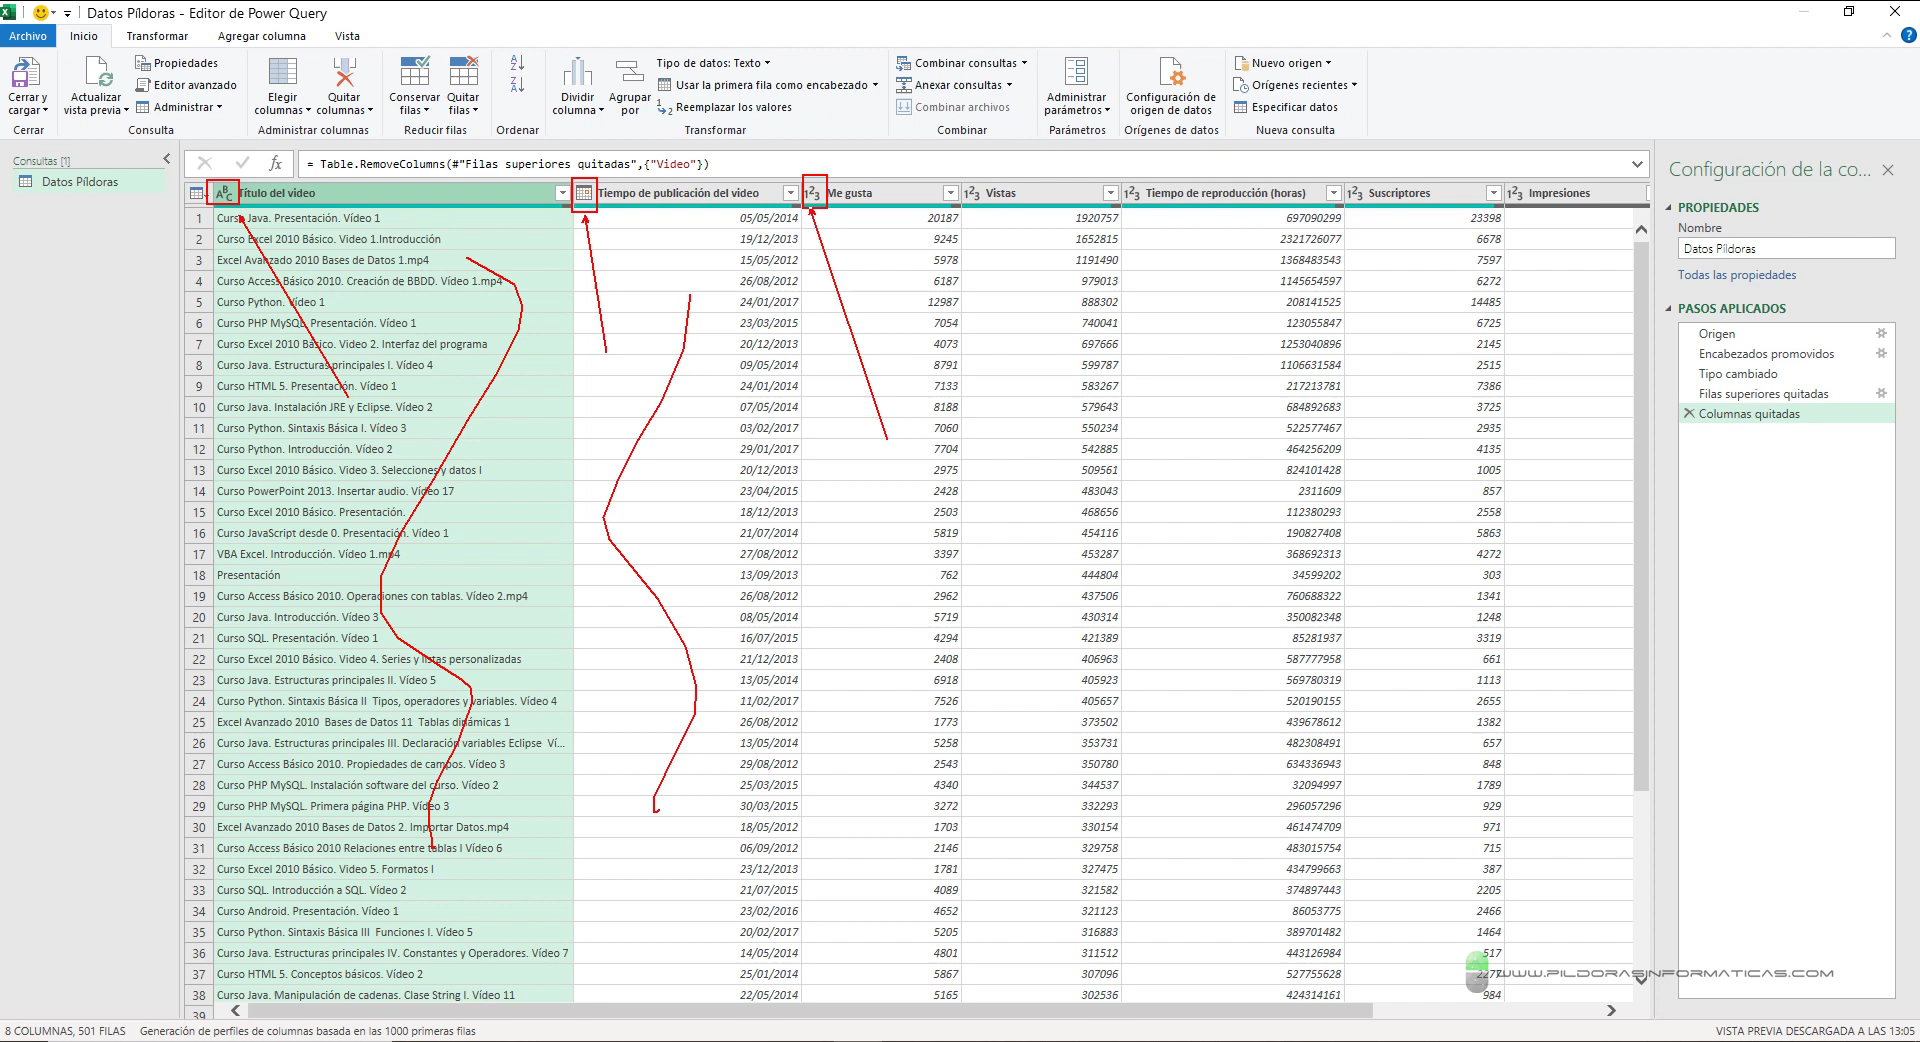 Datos Píldoras - Editor de Power Query
Archivo Inicio Transformar Agregar columna Vista
Cerrar y cargar
Cerrar
Actualizar vista previa
Propiedades
Editor avanzado
Administrar
Consulta
Elegir columnas
Quitar columnas
Administrar columnas
Conservar filas
Quitar filas
Reducir filas
Ordenar
Dividir columna
Agrupar por
Tipo de datos: Texto
Usar la primera fila como encabezado
Reemplazar los valores
Transformar
Combinar consultas
Anexar consultas
Combinar archivos
Combinar
Administrar parámetros
Parámetros
Configuración de origen de datos
Orígenes de datos
Nuevo origen
Orígenes recientes
Especificar datos
Nueva consulta
Consultas [1]
Datos Píldoras
fx = Table.RemoveColumns(#"Filas superiores quitadas",{"Video"})
Título del video Tiempo de publicación del video Me gusta Vistas Tiempo de reproducción (horas) Suscriptores Impresiones
1 Curso Java. Presentación. Vídeo 1 05/05/2014 20187 1920757 697090299 23398
2 Curso Excel 2010 Básico. Video 1.Introducción 19/12/2013 9245 1652815 2321726077 6678
3 Excel Avanzado 2010 Bases de Datos 1.mp4 15/05/2012 5978 1191490 1368483543 7597
4 Curso Access Básico 2010. Creación de BBDD. Vídeo 1.mp4 26/08/2012 6187 979013 1145654597 6272
5 Curso Python. Vídeo 1 24/01/2017 12987 888302 208141525 14485
6 Curso PHP MySQL. Presentación. Vídeo 1 23/03/2015 7054 740041 123055847 6725
7 Curso Excel 2010 Básico. Video 2. Interfaz del programa 20/12/2013 4073 697666 1253040896 2145
8 Curso Java. Estructuras principales I. Vídeo 4 09/05/2014 8791 599787 1106631584 2515
9 Curso HTML 5. Presentación. Vídeo 1 24/01/2014 7133 583267 217213781 7386
10 Curso Java. Instalación JRE y Eclipse. Vídeo 2 07/05/2014 8188 579643 684892683 3725
11 Curso Python. Sintaxis Básica I. Vídeo 3 03/02/2017 7060 550234 522577467 2935
12 Curso Python. Introducción. Vídeo 2 29/01/2017 7704 542885 464256209 4135
13 Curso Excel 2010 Básico. Video 3. Selecciones y datos I 20/12/2013 2975 509561 824101428 1005
14 Curso PowerPoint 2013. Insertar audio. Vídeo 17 23/04/2015 2428 483043 2311609 857
15 Curso Excel 2010 Básico. Presentación. 18/12/2013 2503 468656 112380293 2558
16 Curso JavaScript desde 0. Presentación. Vídeo 1 21/07/2014 5819 454116 190827408 5863
17 VBA Excel. Introducción. Vídeo 1.mp4 27/08/2012 3397 453287 368692313 4272
18 Presentación 13/09/2013 762 444804 34599202 303
19 Curso Access Básico 2010. Operaciones con tablas. Vídeo 2.mp4 26/08/2012 2962 437506 760688322 1341
20 Curso Java. Introducción. Vídeo 3 08/05/2014 5719 430314 350082348 1248
21 Curso SQL. Presentación. Vídeo 1 16/07/2015 4294 421389 85281937 3319
22 Curso Excel 2010 Básico. Video 4. Series y listas personalizadas 21/12/2013 2408 406963 587777958 661
23 Curso Java. Estructuras principales II. Vídeo 5 13/05/2014 6918 405923 569780319 1113
24 Curso Python. Sintaxis Básica II Tipos, operadores y variables. Vídeo 4 11/02/2017 7526 405657 520190155 2655
25 Excel Avanzado 2010 Bases de Datos 11 Tablas dinámicas 1 26/08/2012 1773 373502 439678612 1382
26 Curso Java. Estructuras principales III. Declaración variables Eclipse Ví... 13/05/2014 5258 353731 482308491 657
27 Curso Access Básico 2010. Propiedades de campos. Vídeo 3 29/08/2012 2543 350780 634336943 848
28 Curso PHP MySQL. Instalación software del curso. Vídeo 2 25/03/2015 4340 344537 32094997 1789
29 Curso PHP MySQL. Primera página PHP. Vídeo 3 30/03/2015 3272 332293 296057296 929
30 Excel Avanzado 2010 Bases de Datos 2. Importar Datos.mp4 18/05/2012 1703 330154 461474709 971
31 Curso Access Básico 2010 Relaciones entre tablas I Vídeo 6 06/09/2012 2146 329758 483015754 715
32 Curso Excel 2010 Básico. Video 5. Formatos I 23/12/2013 1781 327475 434799663 387
33 Curso SQL. Introducción a SQL. Vídeo 2 21/07/2015 4089 321582 374897443 2205
34 Curso Android. Presentación. Vídeo 1 23/02/2016 4652 321123 86053775 2466
35 Curso Python. Sintaxis Básica III Funciones I. Vídeo 5 20/02/2017 5205 316883 389701482 1464
36 Curso Java. Estructuras principales IV. Constantes y Operadores. Vídeo 7 14/05/2014 4801 311512 443126984 517
37 Curso HTML 5. Conceptos básicos. Vídeo 2 25/01/2014 5867 307096 527755628 2277
38 Curso Java. Manipulación de cadenas. Clase String I. Vídeo 11 22/05/2014 5165 302536 424314161 984
39
Configuración de la co...
PROPIEDADES
Nombre
Datos Píldoras
Todas las propiedades
PASOS APLICADOS
Origen
Encabezados promovidos
Tipo cambiado
Filas superiores quitadas
Columnas quitadas
WWW.PILDORASINFORMATICAS.COM
8 COLUMNAS, 501 FILAS Generación de perfiles de columnas basada en las 1000 primeras filas VISTA PREVIA DESCARGADA A LAS 13:05